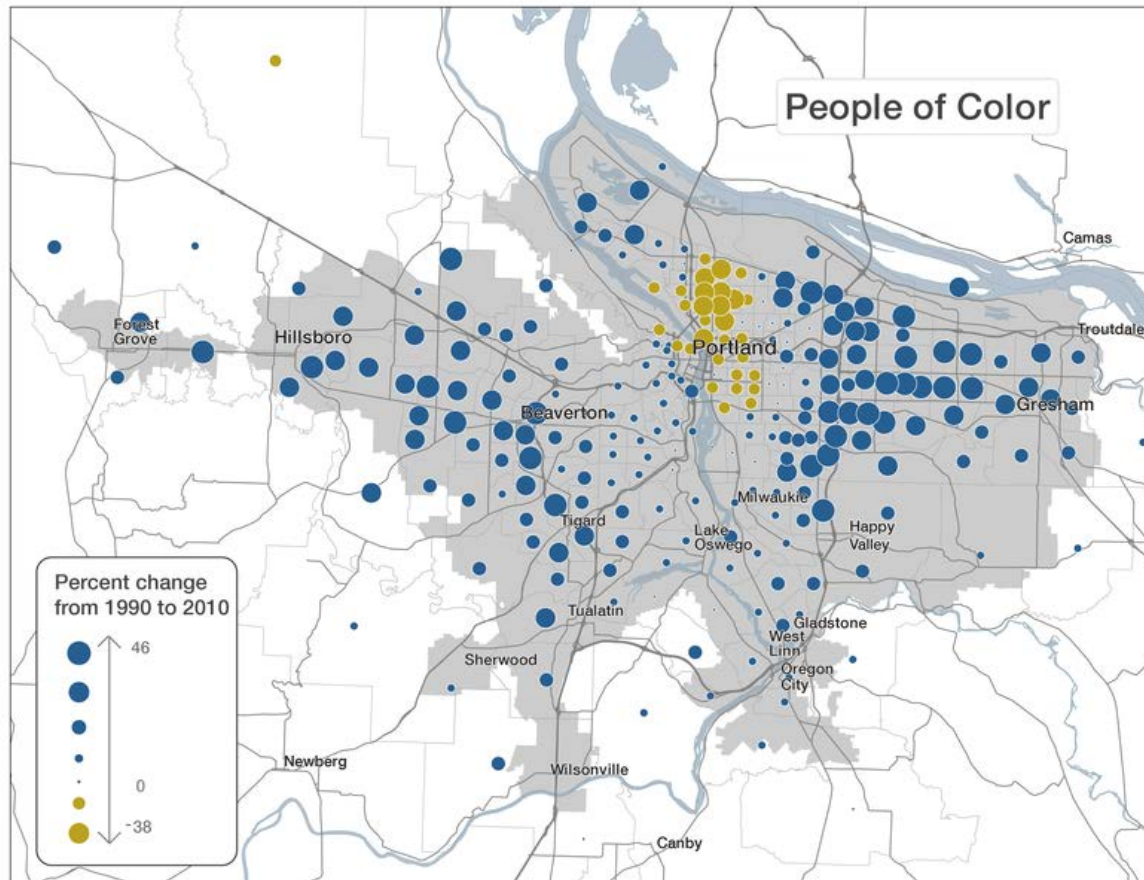 People of Color
Camas
Troutdale
Forest
Grove
Hillsboro
Portland
Beaverton
Gresham
Milwaukie
Tigard
Lake
Oswego
Happy
Valley
Percent change
from 1990 to 2010
46
0
-38
Tualatin
Gladstone
West
Linn
Sherwood
Oregon
City
Newberg
Wilsonville
Canby